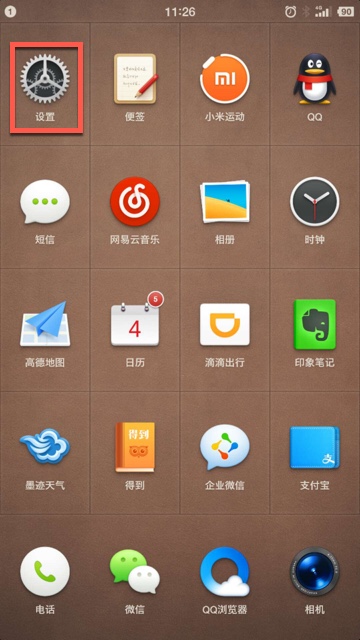 1
11:26
4G
90
设置
便签
小米运动
QQ
短信
网易云音乐
相册
时钟
高德地图
5
4
日历
滴滴出行
印象笔记
墨迹天气
得到
得到
企业微信
支
支付宝
电话
微信
QQ浏览器
相机